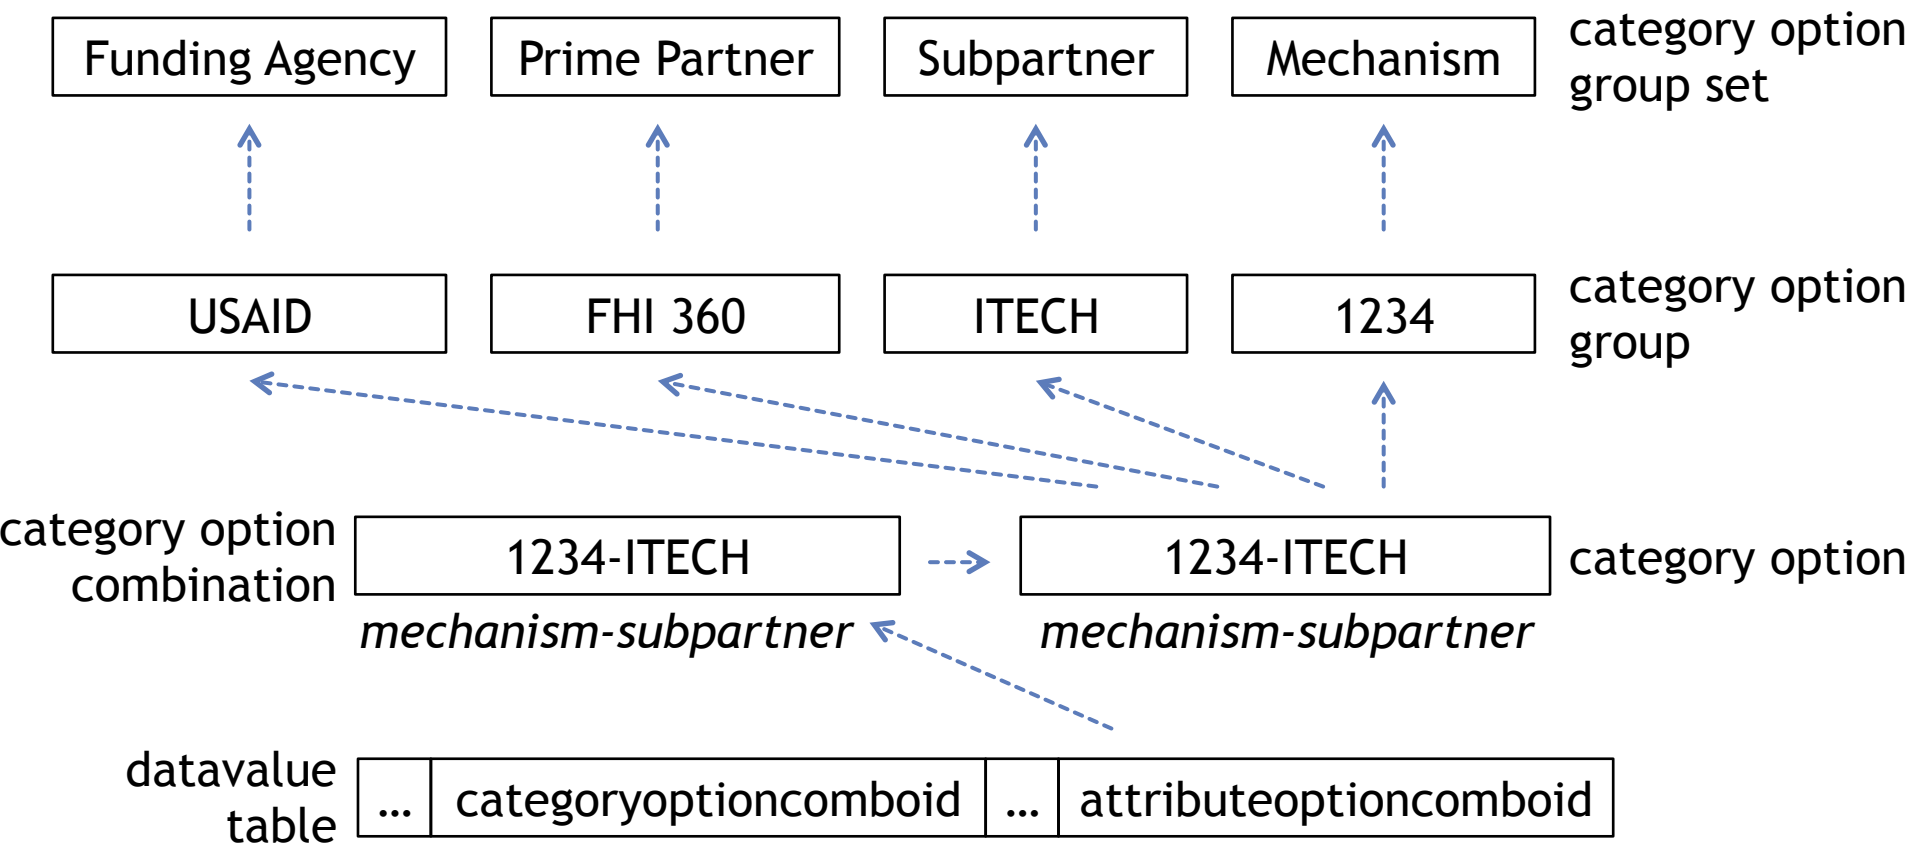 Funding Agency
Prime Partner
Subpartner
Mechanism
category option
group set
USAID
FHI 360
ITECH
1234
category option
group
category option
combination
1234-ITECH
mechanism-subpartner
1234-ITECH
mechanism-subpartner
category option
datavalue
table
...
categoryoptioncomboid
...
attributeoptioncomboid